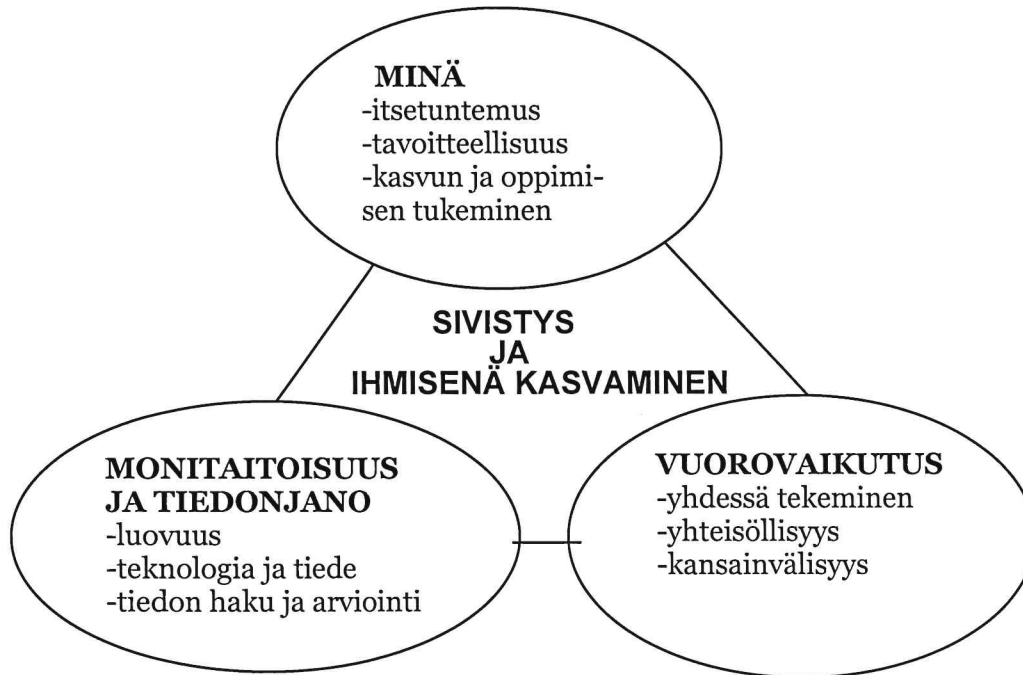 MINÄ
-itsetuntemus
-tavoitteellisuus
-kasvun ja oppimi-
sen tukeminen
SIVISTYS
JA
IHMISENÄ KASVAMINEN
MONITAITOISUUS
JA TIEDONJANO
-luovuus
-teknologia ja tiede
-tiedon haku ja arviointi
VUOROVAIKUTUS
-yhdessä tekeminen
-yhteisöllisyys
-kansainvälisyys